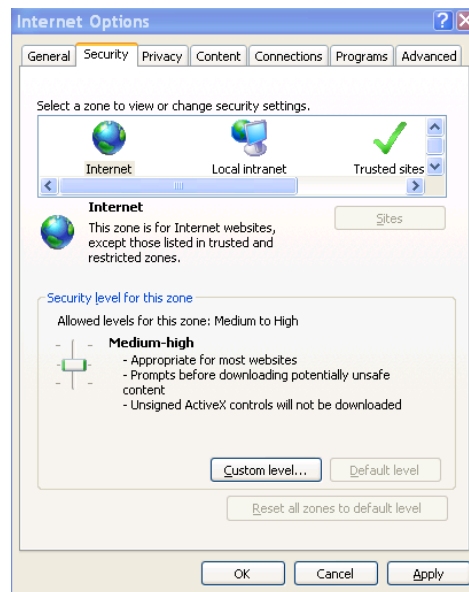 Internet Options
General Security Privacy Content Connections Programs Advanced
Select a zone to view or change security settings.
Internet Local intranet Trusted sites
Internet
This zone is for Internet websites,
except those listed in trusted and
restricted zones.
Sites
Security level for this zone
Allowed levels for this zone: Medium to High
Medium-high
- Appropriate for most websites
- Prompts before downloading potentially unsafe
content
- Unsigned ActiveX controls will not be downloaded
Custom level... Default level
Reset all zones to default level
OK Cancel Apply